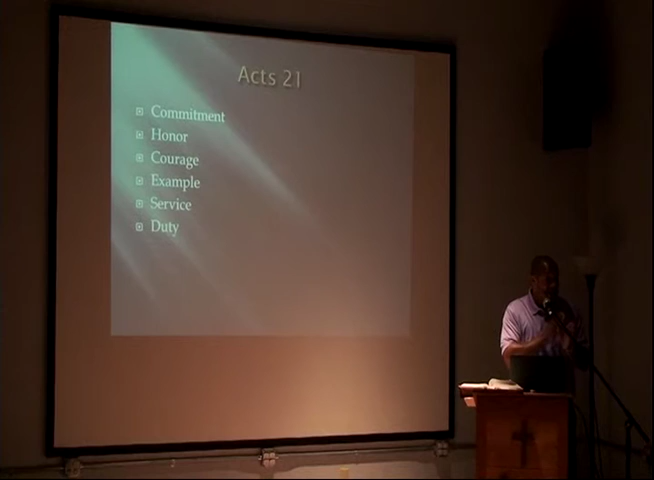 Acts 21
Commitment
Honor
Courage
Example
Service
Duty